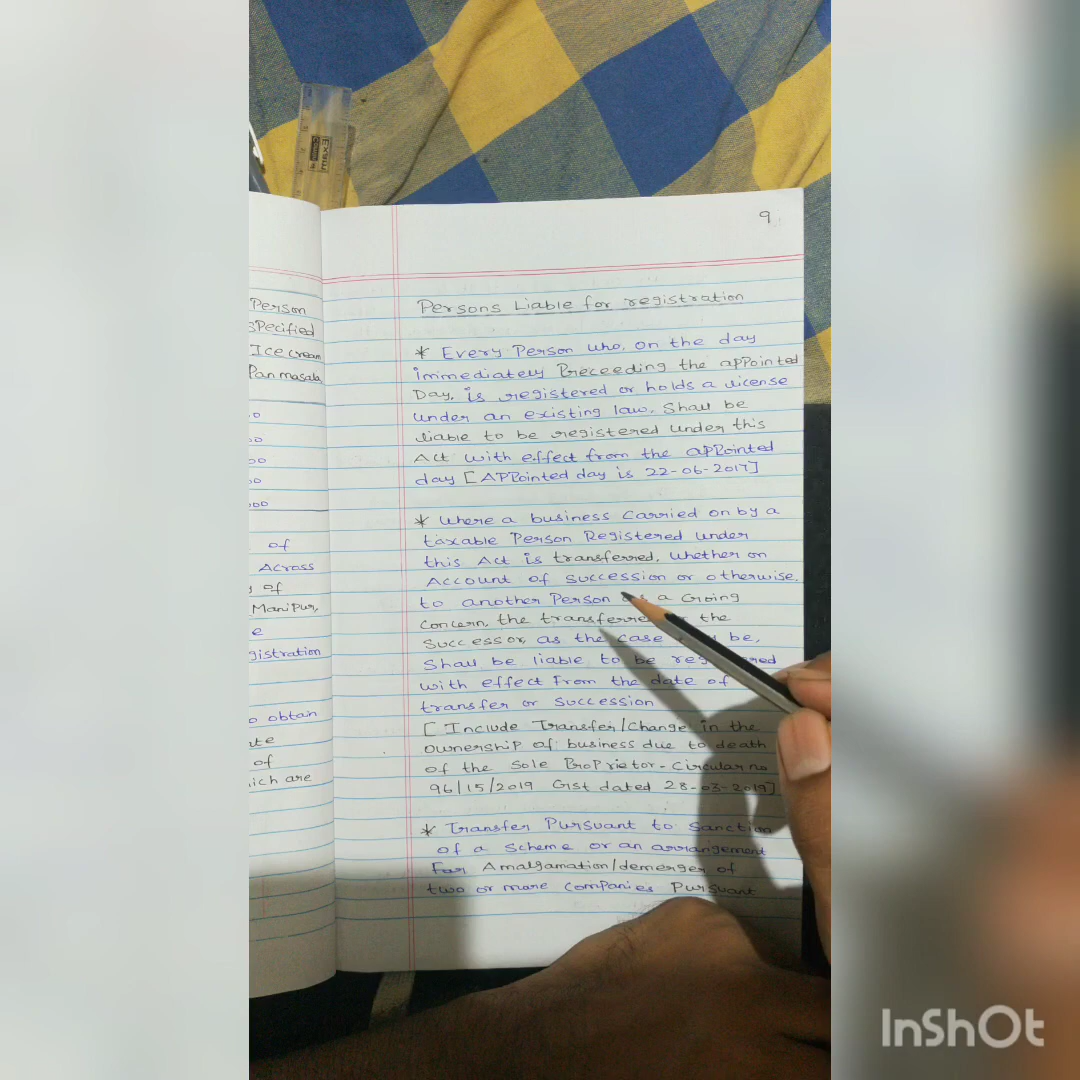 9
Persons Liable for registration
* Every Person who, on the day
immediately Preceeding the appointed
Day, is registered or holds a license
under an existing law, Shall be
liable to be registered under this
Act with effect from the appointed
day [Appointed day is 22-06-2017]
* where a business carried on by a
taxable Person Registered under
this Act is transferred, whether on
Account of succession or otherwise,
to another Person as a Going
concern, the transferre the
Successor, as the case be,
Shall be liable to be registered
with effect From the date of
transfer or Succession
[ Include Transfer/change in the
ownership of business due to death
of the Sole Proprietor - Circular no
96/15/2019 Gst dated 28-03-2019]
* Transfer Pursuant to Sanction
of a Scheme or an arrangement
For Amalgamation/demerger of
two or more Companies Pursuant
Person
specified
Ice cream
Pan masala
of
Across
of
Manipur,
gistration
o obtain
ate
of
ich are
Exam
InShOt